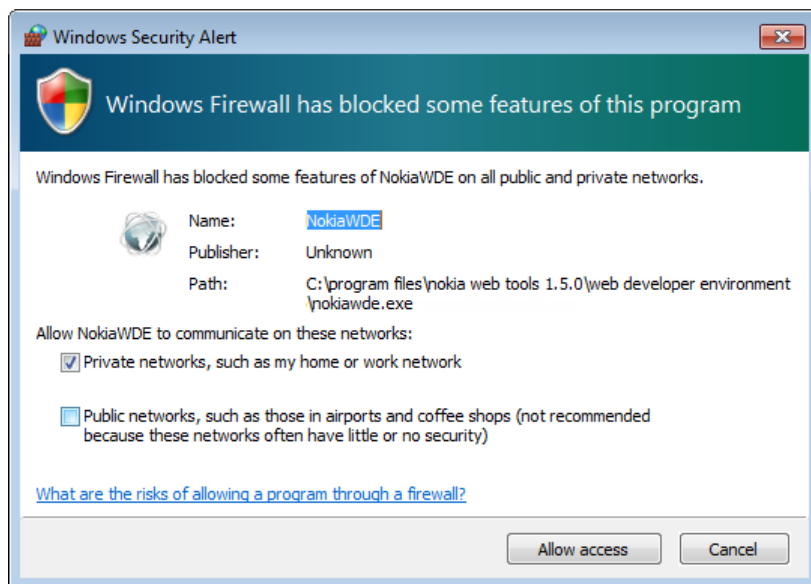 Windows Security Alert
Windows Firewall has blocked some features of this program
Windows Firewall has blocked some features of NokiaWDE on all public and private networks.
Name: NokiaWDE
Publisher: Unknown
Path: C:\program files\nokia web tools 1.5.0\web developer environment
\nokiawde.exe
Allow NokiaWDE to communicate on these networks:
Private networks, such as my home or work network
Public networks, such as those in airports and coffee shops (not recommended
because these networks often have little or no security)
What are the risks of allowing a program through a firewall?
Allow access Cancel